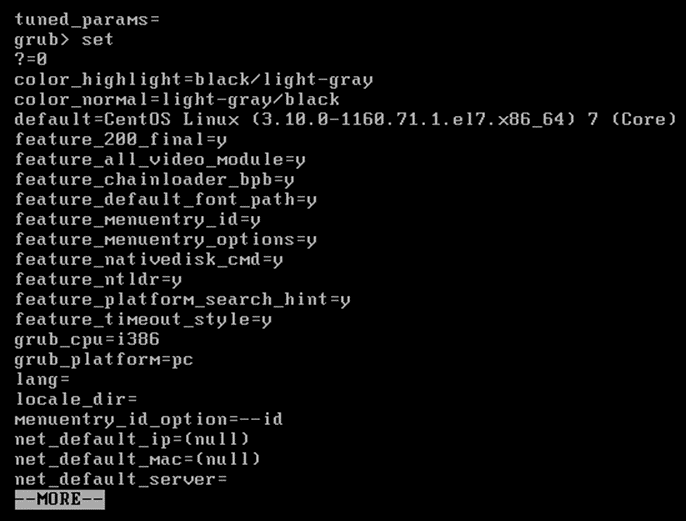 tuned_params=
grub> set
?=0
color_highlight=black/light-gray
color_normal=light-gray/black
default=CentOS Linux (3.10.0-1160.71.1.el7.x86_64) 7 (Core)
feature_200_final=y
feature_all_video_module=y
feature_chainloader_bpb=y
feature_default_font_path=y
feature_menuentry_id=y
feature_menuentry_options=y
feature_nativedisk_cmd=y
feature_ntldr=y
feature_platform_search_hint=y
feature_timeout_style=y
grub_cpu=i386
grub_platform=pc
lang=
locale_dir=
menuentry_id_option=--id
net_default_ip=(null)
net_default_mac=(null)
net_default_server=
--MORE--